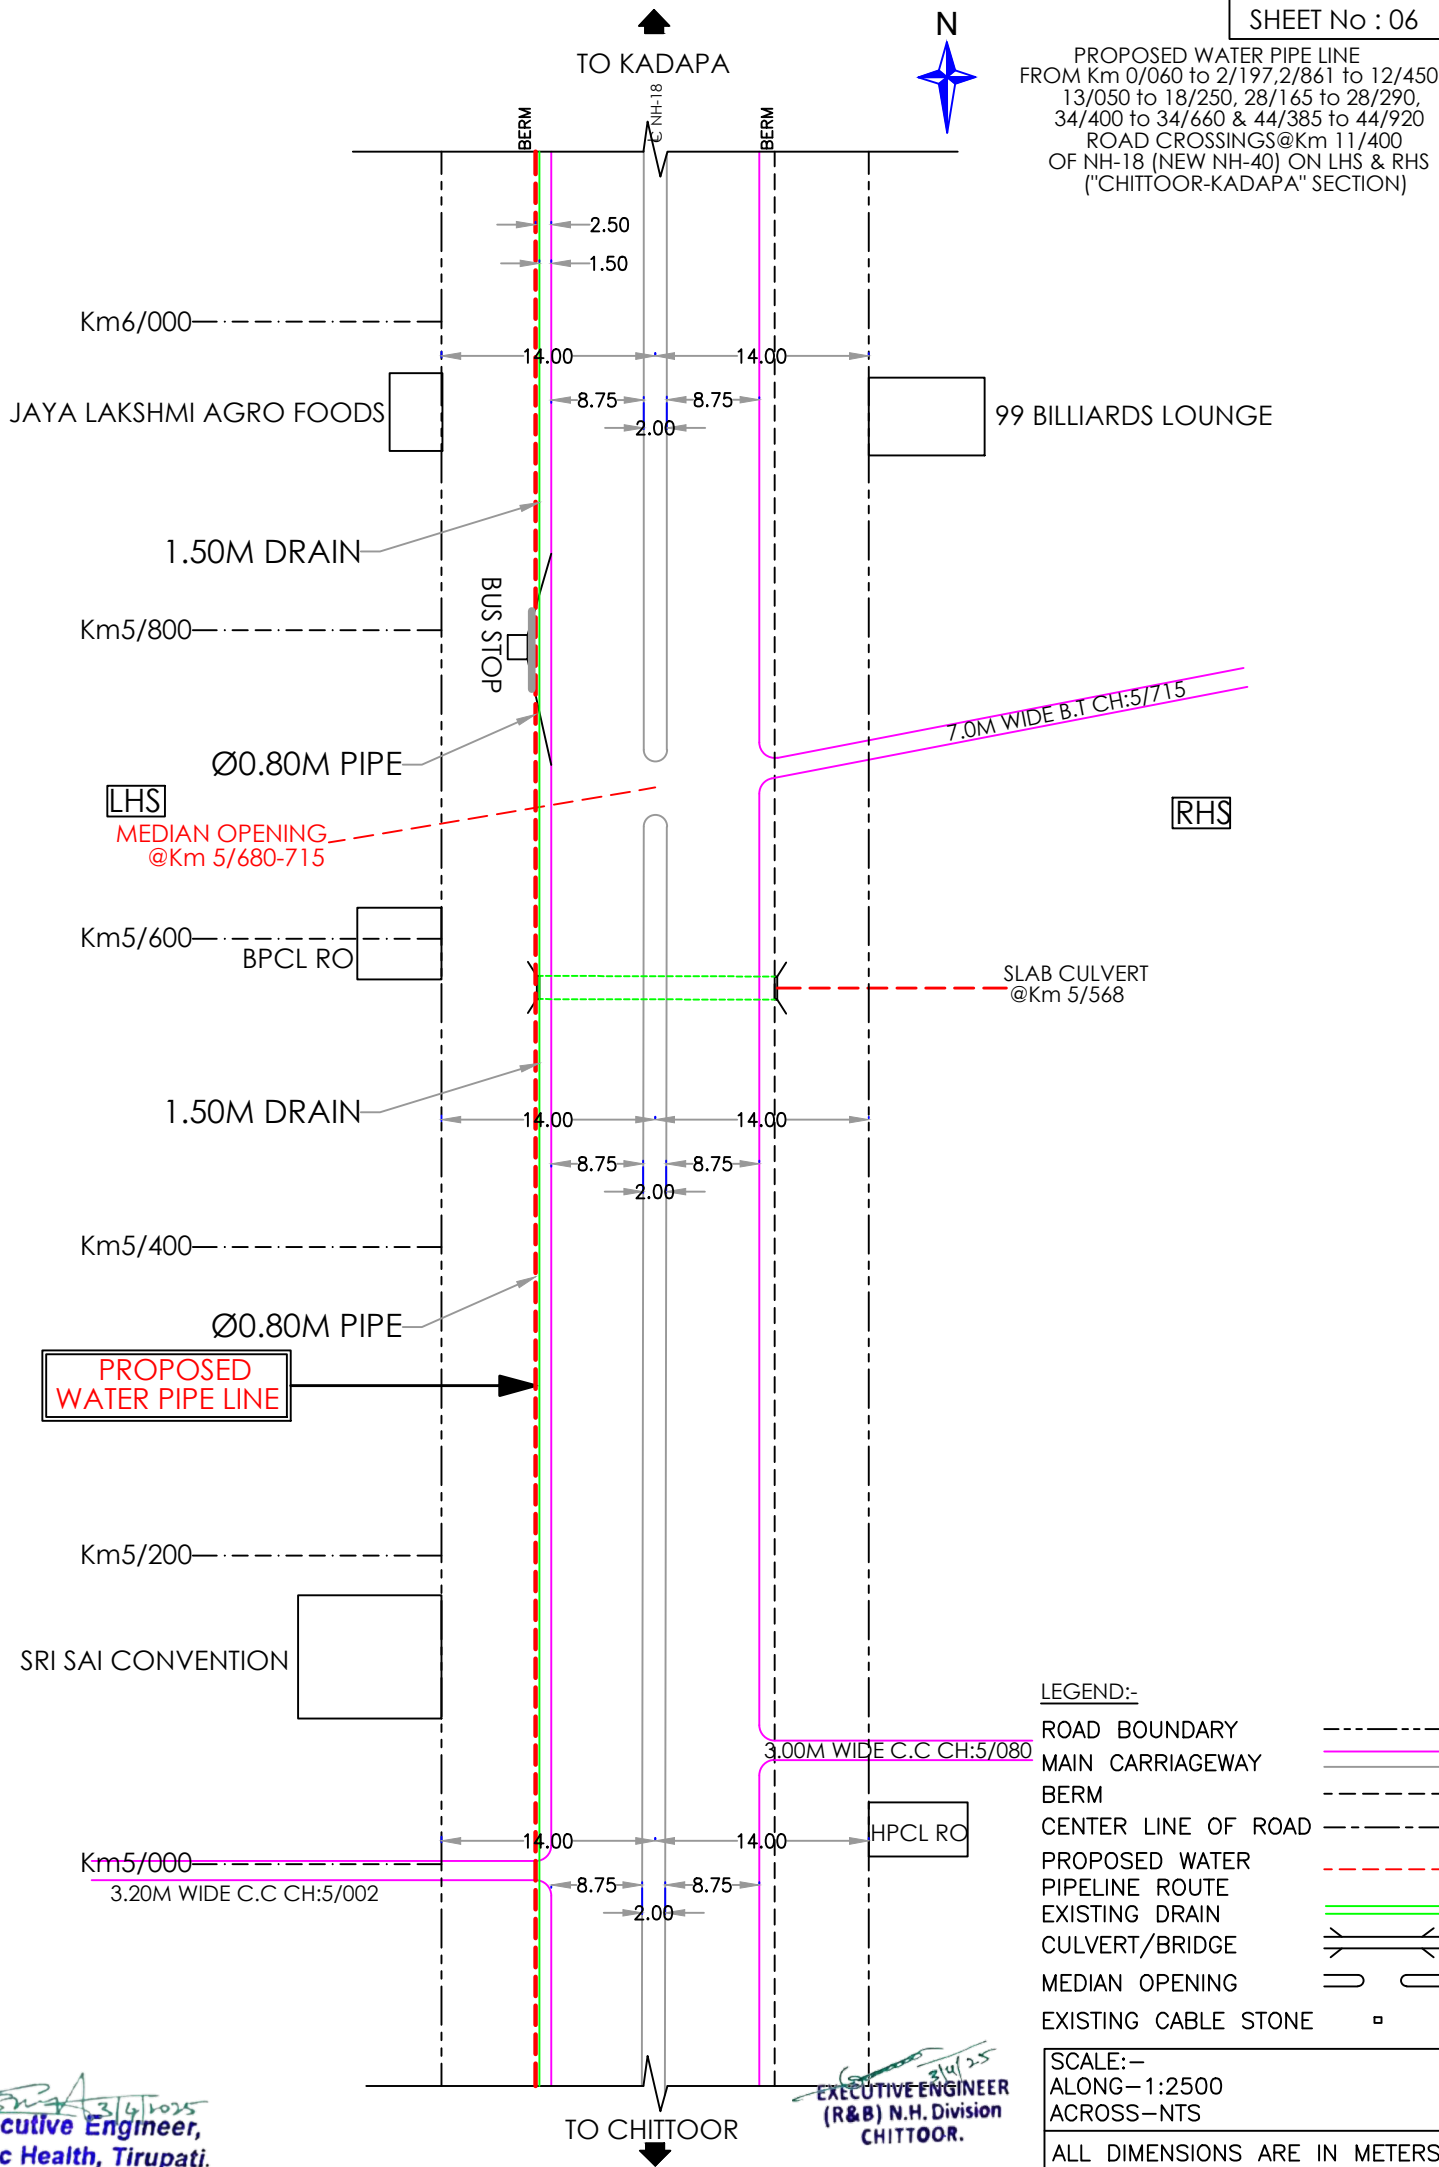 SHEET No : 06
N
TO KADAPA
PROPOSED WATER PIPE LINE
FROM Km 0/060 to 2/197,2/861 to 12/450
13/050 to 18/250, 28/165 to 28/290,
34/400 to 34/660 & 44/385 to 44/920
ROAD CROSSINGS@Km 11/400
OF NH-18 (NEW NH-40) ON LHS & RHS
("CHITTOOR-KADAPA" SECTION)
BERM
NH-18
BERM
2.50
1.50
Km6/000
14.00 14.00
8.75 8.75
2.00
JAYA LAKSHMI AGRO FOODS
99 BILLIARDS LOUNGE
1.50M DRAIN
BUS STOP
Km5/800
7.0M WIDE B.T CH:5/715
Ø0.80M PIPE
LHS
RHS
MEDIAN OPENING
@Km 5/680-715
Km5/600
BPCL RO
SLAB CULVERT
@Km 5/568
1.50M DRAIN
14.00 14.00
8.75 8.75
2.00
Km5/400
Ø0.80M PIPE
PROPOSED
WATER PIPE LINE
Km5/200
SRI SAI CONVENTION
3.00M WIDE C.C CH:5/080
14.00 14.00
HPCL RO
Km5/000
3.20M WIDE C.C CH:5/002
8.75 8.75
2.00
LEGEND:-
ROAD BOUNDARY
MAIN CARRIAGEWAY
BERM
CENTER LINE OF ROAD
PROPOSED WATER
PIPELINE ROUTE
EXISTING DRAIN
CULVERT/BRIDGE
MEDIAN OPENING
EXISTING CABLE STONE
SCALE:-
ALONG-1:2500
ACROSS-NTS
ALL DIMENSIONS ARE IN METERS
TO CHITTOOR
3/4/2025
cutive Engineer,
c Health, Tirupati.
3/4/25
EXECUTIVE ENGINEER
(R&B) N.H. Division
CHITTOOR.